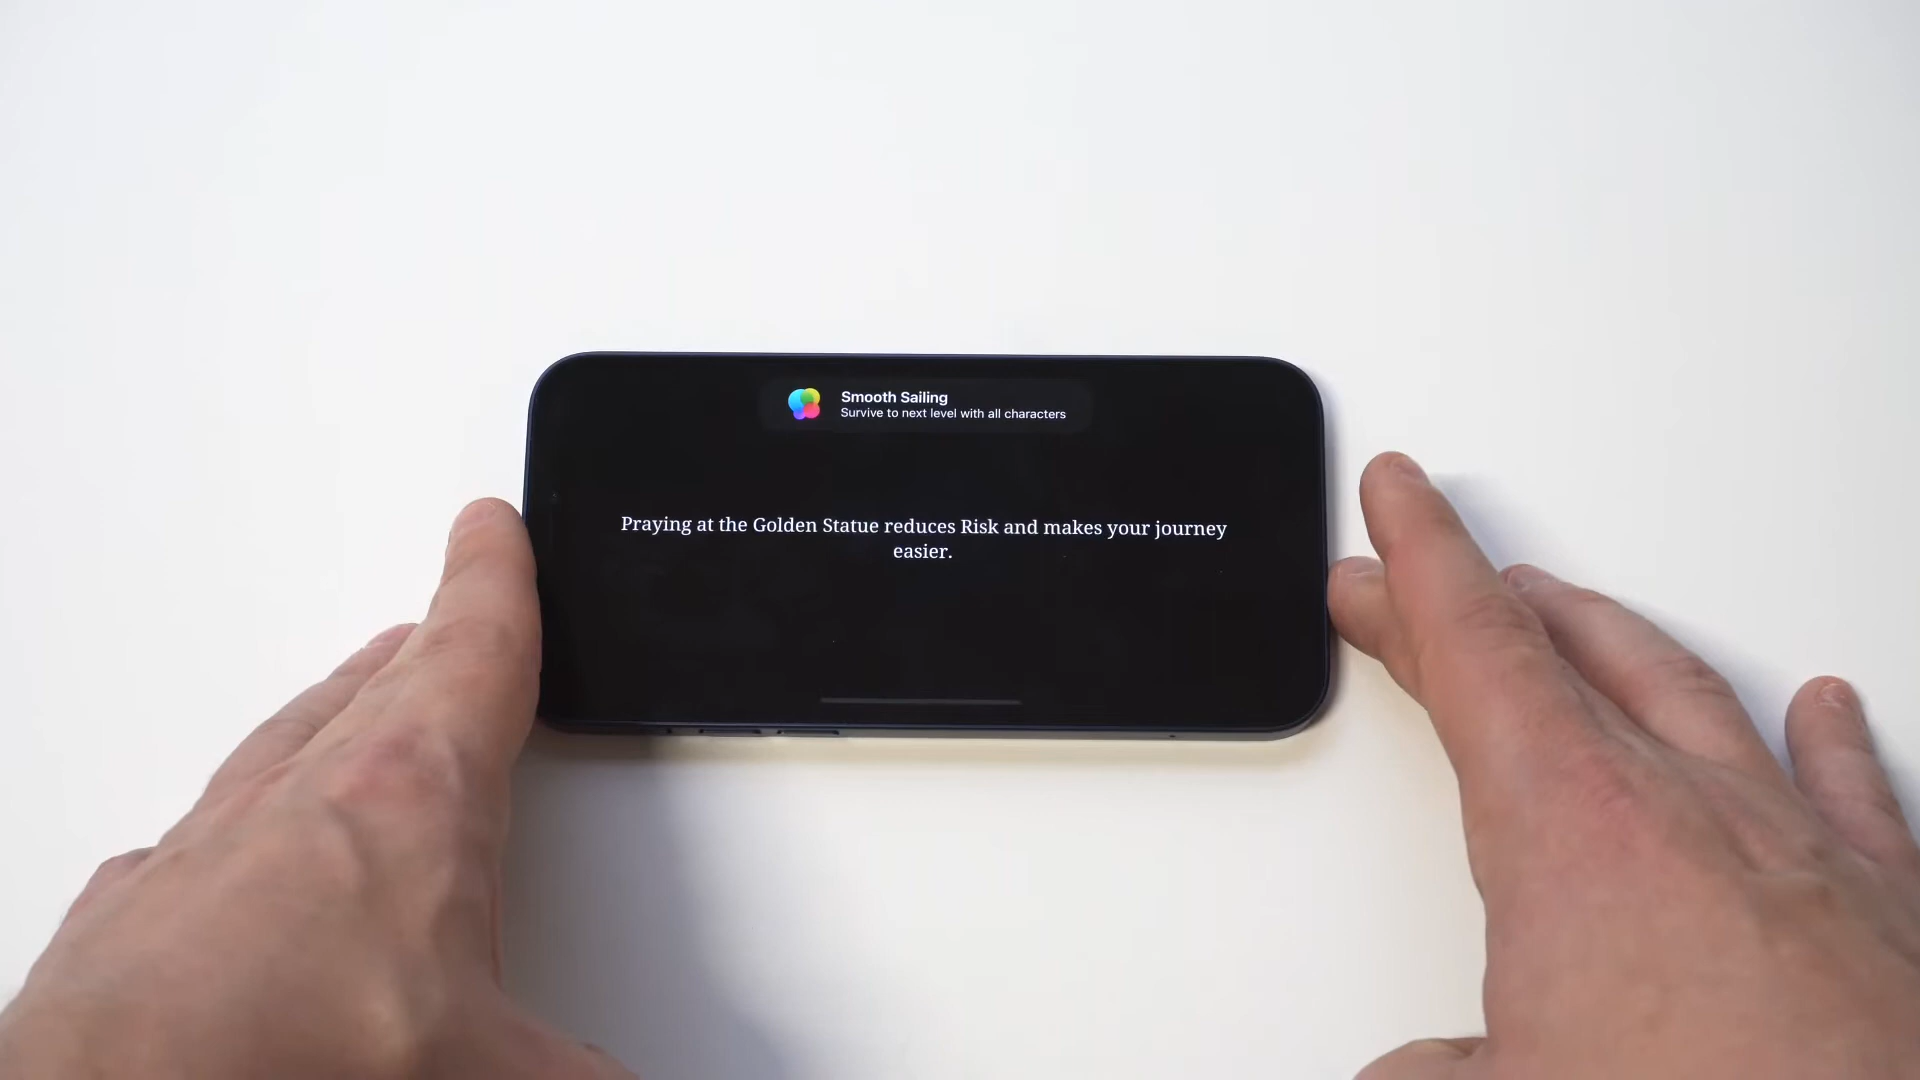 Smooth Sailing
Survive to next level with all characters
Praying at the Golden Statue reduces Risk and makes your journey
easier.